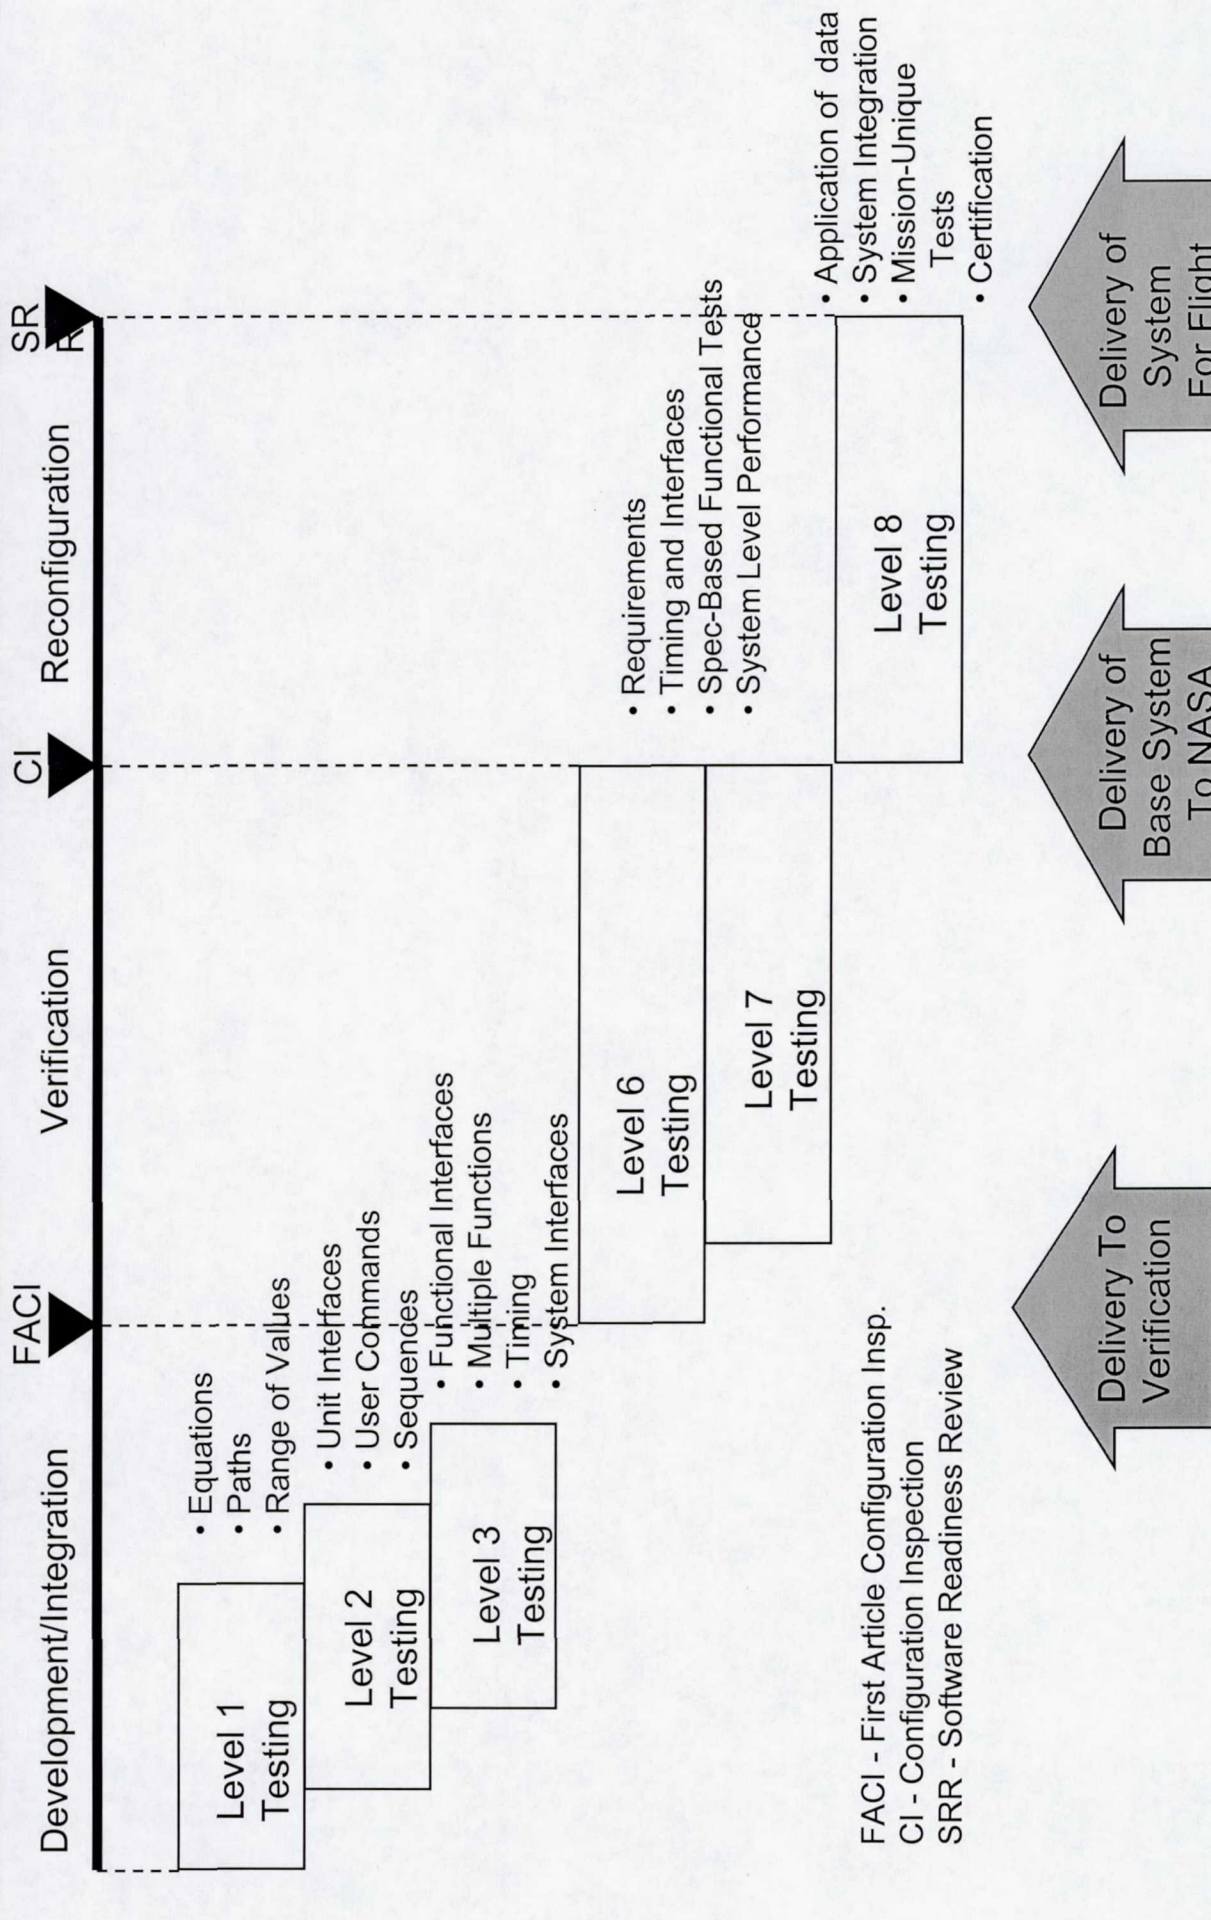 Development/Integration
FACI
Verification
CI
Reconfiguration
SR
R
Level 1
Testing
• Equations
• Paths
• Range of Values
Level 2
Testing
• Unit Interfaces
• User Commands
• Sequences
Level 3
Testing
• Functional Interfaces
• Multiple Functions
• Timing
• System Interfaces
Level 6
Testing
Level 7
Testing
• Requirements
• Timing and Interfaces
• Spec-Based Functional Tests
• System Level Performance
Level 8
Testing
• Application of data
• System Integration
• Mission-Unique
Tests
• Certification
FACI - First Article Configuration Insp.
CI - Configuration Inspection
SRR - Software Readiness Review
Delivery To
Verification
Delivery of
Base System
To NASA
Delivery of
System
For Flight